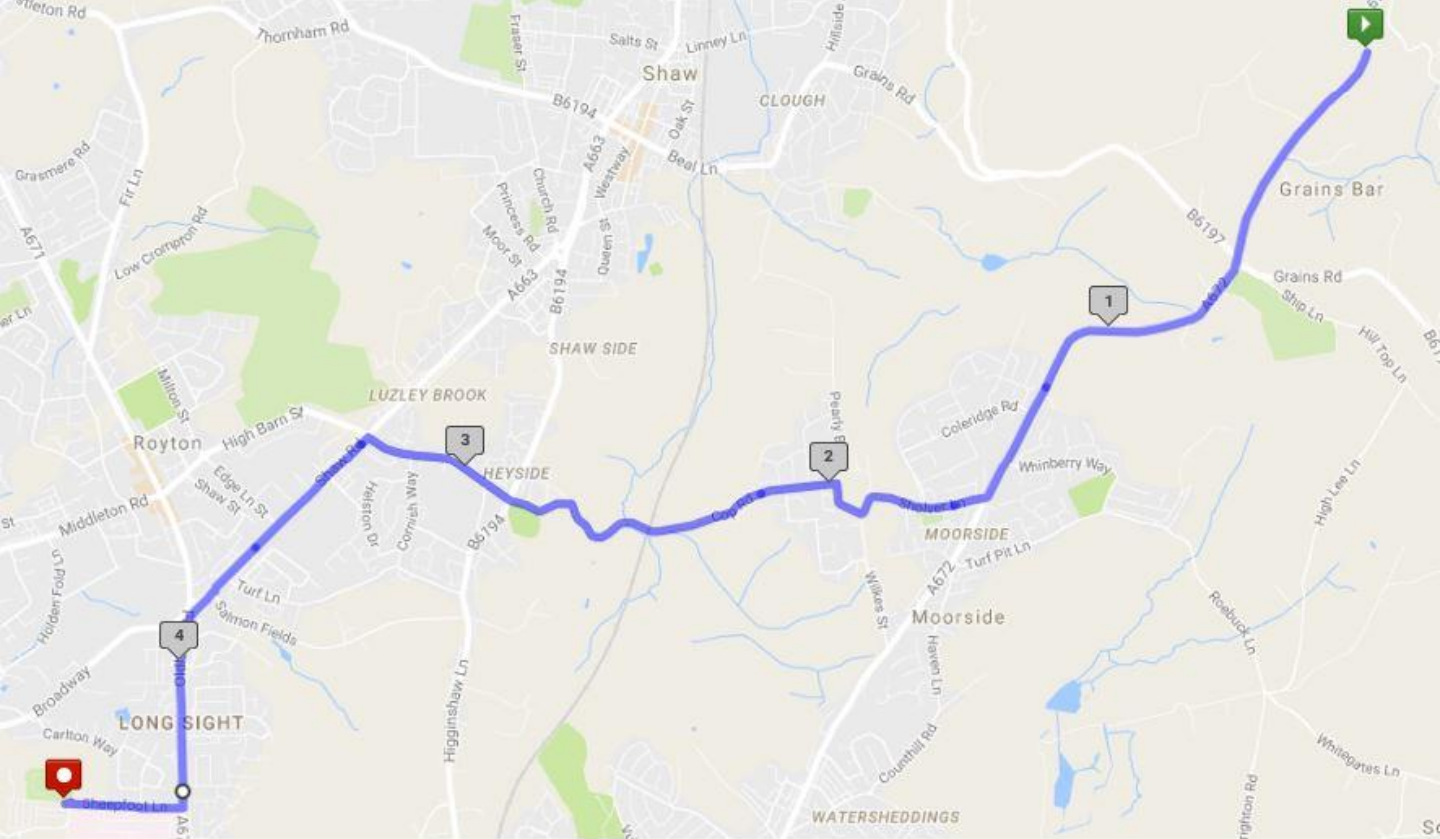 Thornham Rd
Fraser St
Salts St
Linney Ln
Hillside
Shaw
Grains Rd
CLOUGH
B6194
Oak St
A663
Beal Ln
Westway
Grasmere Rd
Fir Ln
Church Rd
Princess Rd
Grains Bar
Low Crompton Rd
Moor St
Queen St
B6197
A671
A663
B6194
Grains Rd
A672
Ship Ln
1
Hill Top Ln
SHAW SIDE
LUZLEY BROOK
Milton St
Coleridge Rd
High Barn St
Royton
3
2
Shaw Rd
HEYSIDE
Whinberry Way
Edge Ln St
Shaw St
Helston Dr
Cornish Way
High Lee Ln
Middleton Rd
Cop Rd
Sholver Ln
B6194
MOORSIDE
Turf Pit Ln
A672
Holden Fold Ln
Turf Ln
Wilkes St
Salmon Fields
Moorside
Roebuck Ln
4
Haven Ln
Broadway
LONG SIGHT
Higginshaw Ln
Carlton Way
Counthill Rd
Whitegates Ln
Sheepfoot Ln
WATERSHEDDINGS